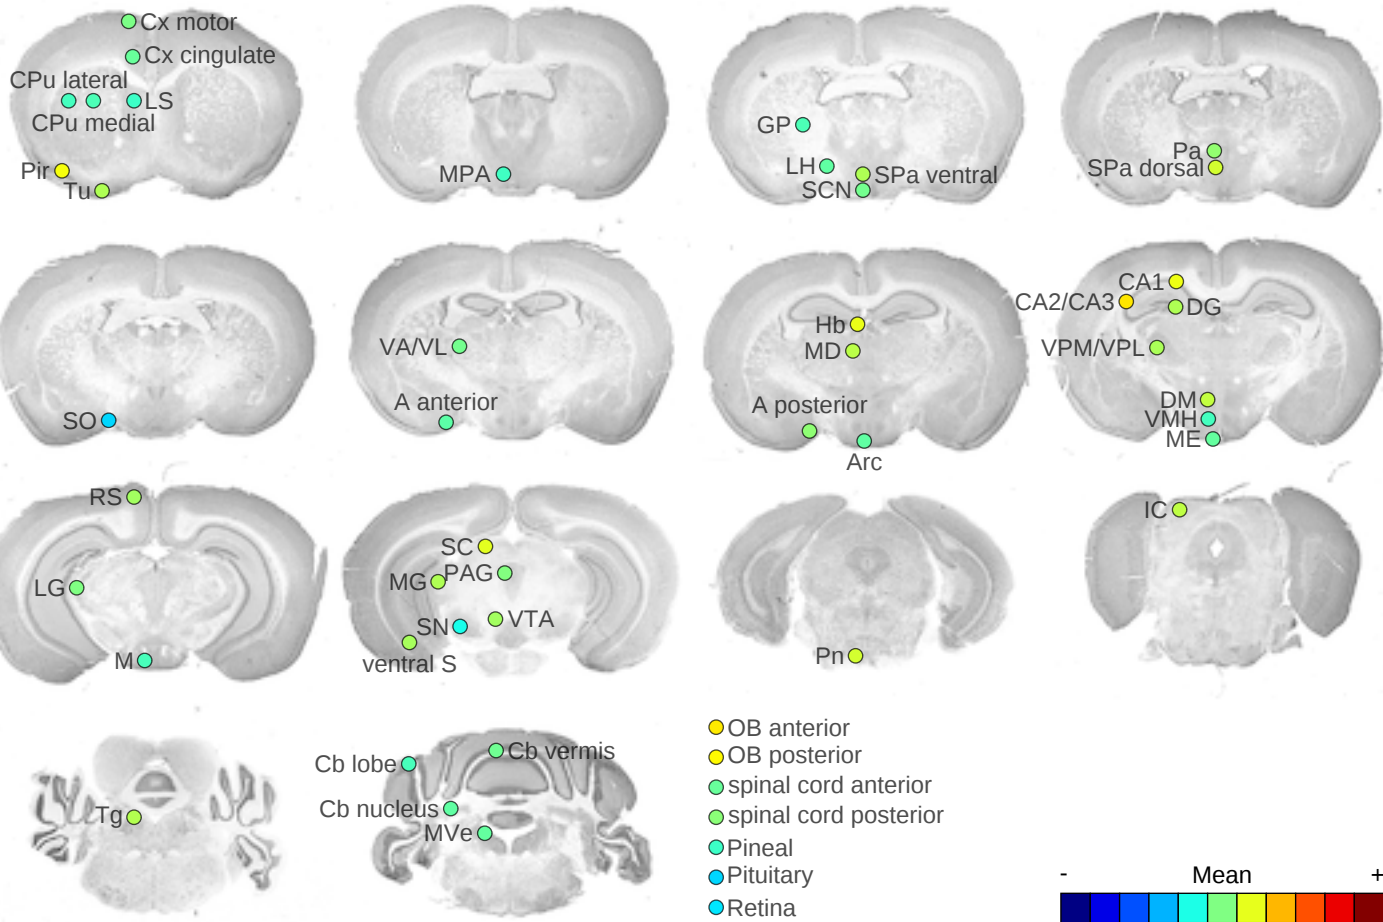 Cx motor
Cx cingulate
CPu lateral
LS
CPu medial
Pir
Tu
MPA
GP
LH
SPa ventral
SCN
Pa
SPa dorsal
SO
VA/VL
A anterior
Hb
MD
A posterior
Arc
CA1
CA2/CA3
DG
VPM/VPL
DM
VMH
ME
RS
LG
M
SC
PAG
MG
SN
VTA
ventral S
Pn
IC
Tg
Cb lobe
Cb vermis
Cb nucleus
MVe
OB anterior
OB posterior
spinal cord anterior
spinal cord posterior
Pineal
Pituitary
Retina
- Mean +